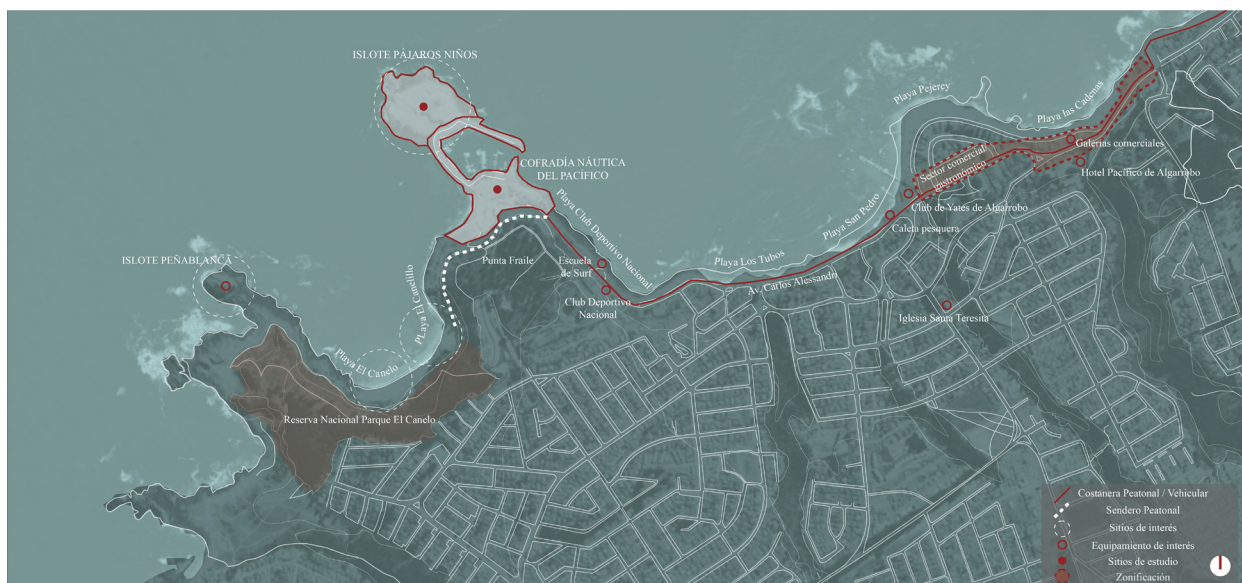 ISLOTE PÁJAROS NIÑOS
COFRADÍA NÁUTICA
DEL PACÍFICO
ISLOTE PEÑABLANCA
Punta Fraile
Playa Club Deportivo Nacional
Escuela
de Surf
Club Deportivo
Nacional
PLaya El Canelillo
Playa El Canelo
Reserva Nacional Parque El Canelo
Playa Los Tubos
Av. Carlos Alessandri
Playa San Pedro
Caleta pesquera
Club de Yates de Algarrobo
Playa Pejercy
Playa las Cadenas
Sector comercial
gastronómico
Galerías comerciales
Hotel Pacífico de Algarrobo
Iglesia Santa Teresita
Costanera Peatonal / Vehicular
Sendero Peatonal
Sitios de interés
Equipamiento de interés
Sitios de estudio
Zonificación